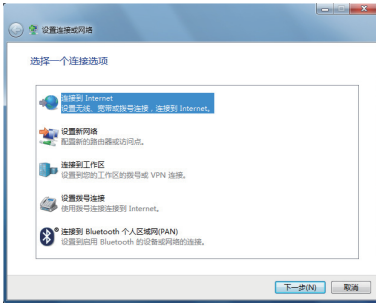 设置连接或网络
选择一个连接选项
连接到 Internet
设置无线、宽带或拨号连接，连接到 Internet。
设置新网络
配置新的路由器或访问点。
连接到工作区
设置到您的工作区的拨号或 VPN 连接。
设置拨号连接
使用拨号连接连接到 Internet。
连接到 Bluetooth 个人区域网(PAN)
设置到启用 Bluetooth 的设备或网络的连接。
下一步(N)
取消